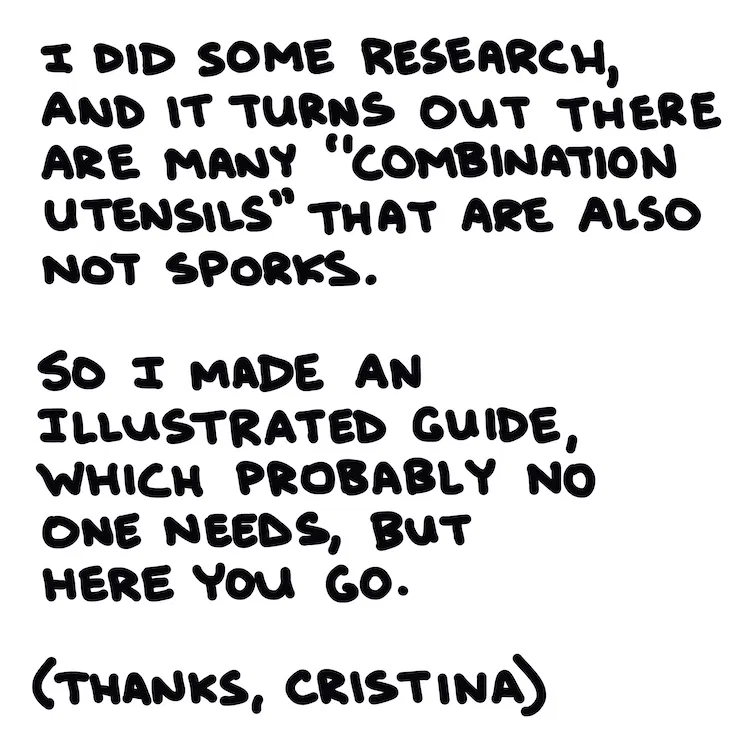 I DID SOME RESEARCH,
AND IT TURNS OUT THERE
ARE MANY "COMBINATION
UTENSILS" THAT ARE ALSO
NOT SPORKS.
SO I MADE AN
ILLUSTRATED GUIDE,
WHICH PROBABLY NO
ONE NEEDS, BUT
HERE YOU GO.
(THANKS, CRISTINA)